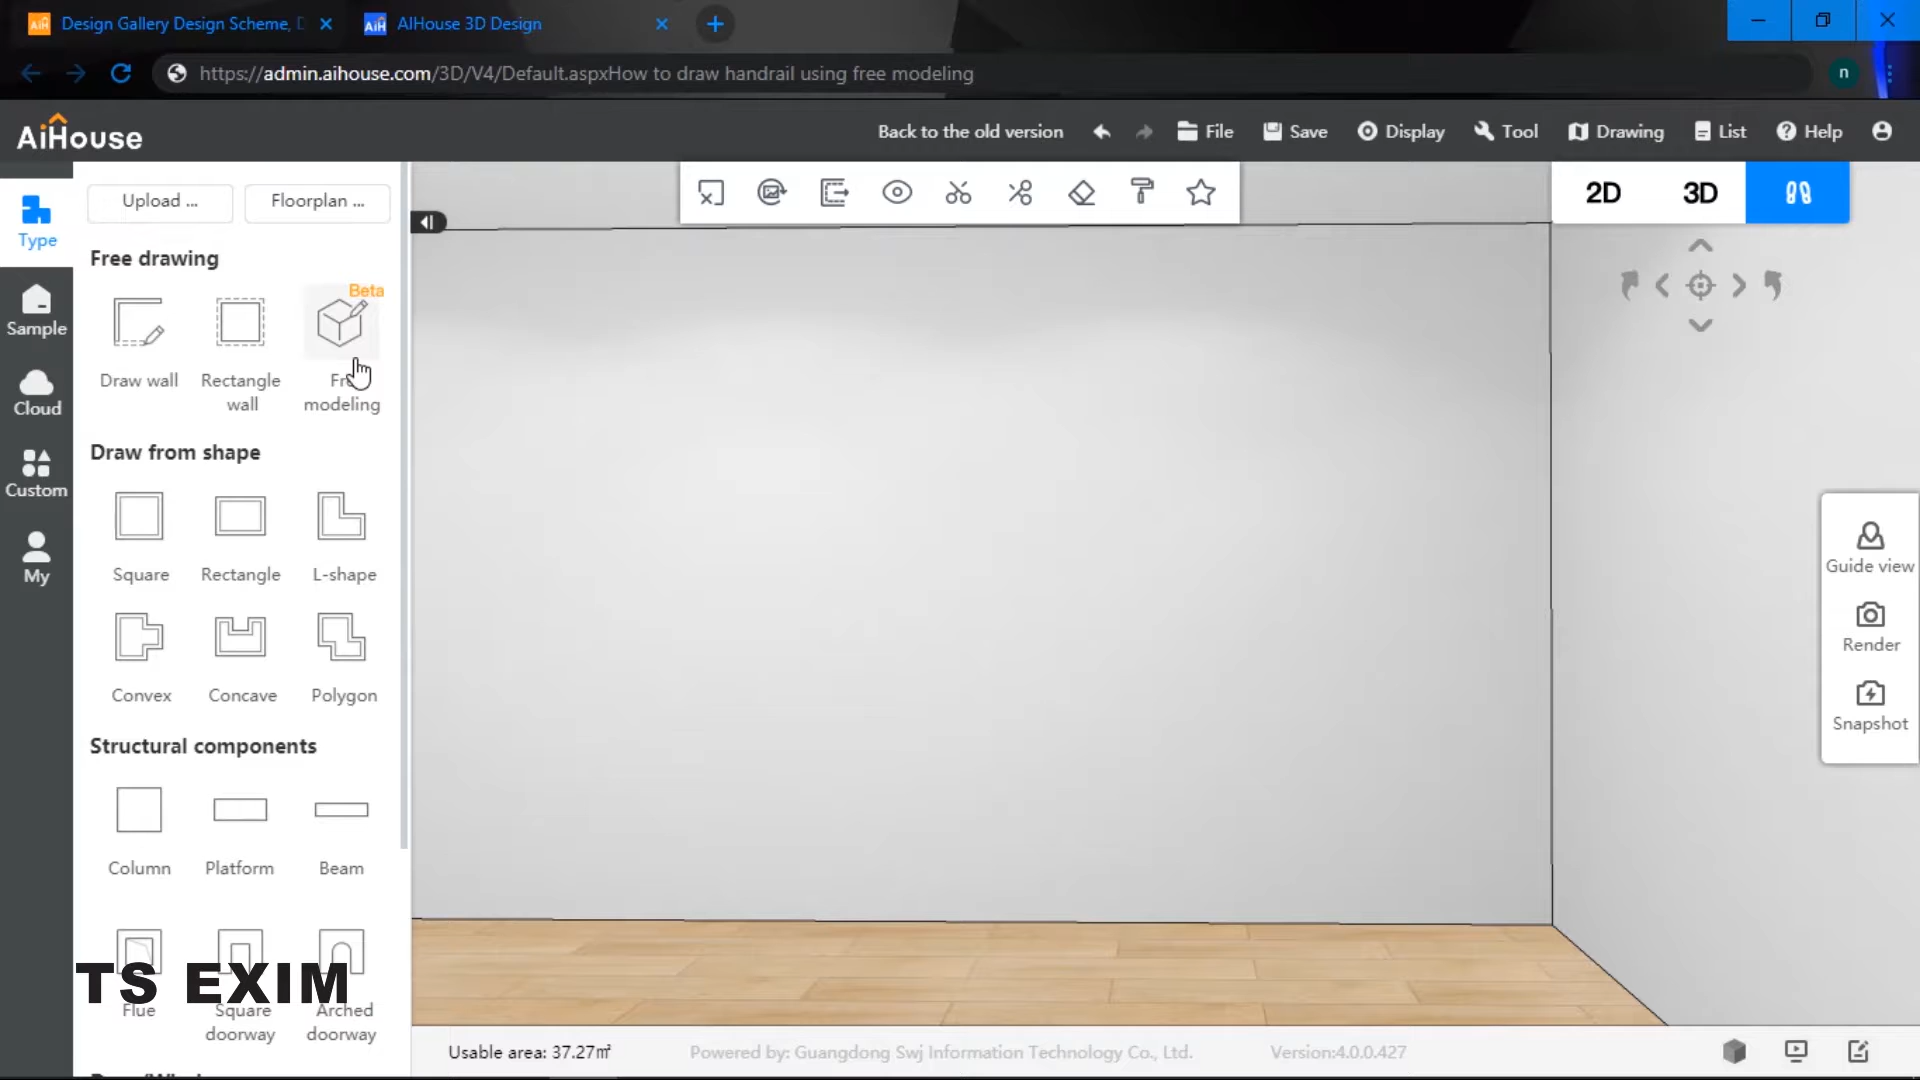 Design Gallery Design Scheme, D
AIHouse 3D Design
https://admin.aihouse.com/3D/V4/Default.aspxHow to draw handrail using free modeling
n
AiHouse
Back to the old version
File
Save
Display
Tool
Drawing
List
Help
Type
Sample
Cloud
Custom
My
Upload ...
Floorplan ...
2D
3D
Free drawing
Beta
Draw wall
Rectangle wall
modeling
Draw from shape
Square
Rectangle
L-shape
Convex
Concave
Polygon
Structural components
Column
Platform
Beam
TS EXIM
Flue
Square doorway
Arched doorway
Guide view
Render
Snapshot
Usable area: 37.27㎡
Powered by: Guangdong Swj Information Technology Co., Ltd.
Version:4.0.0.427